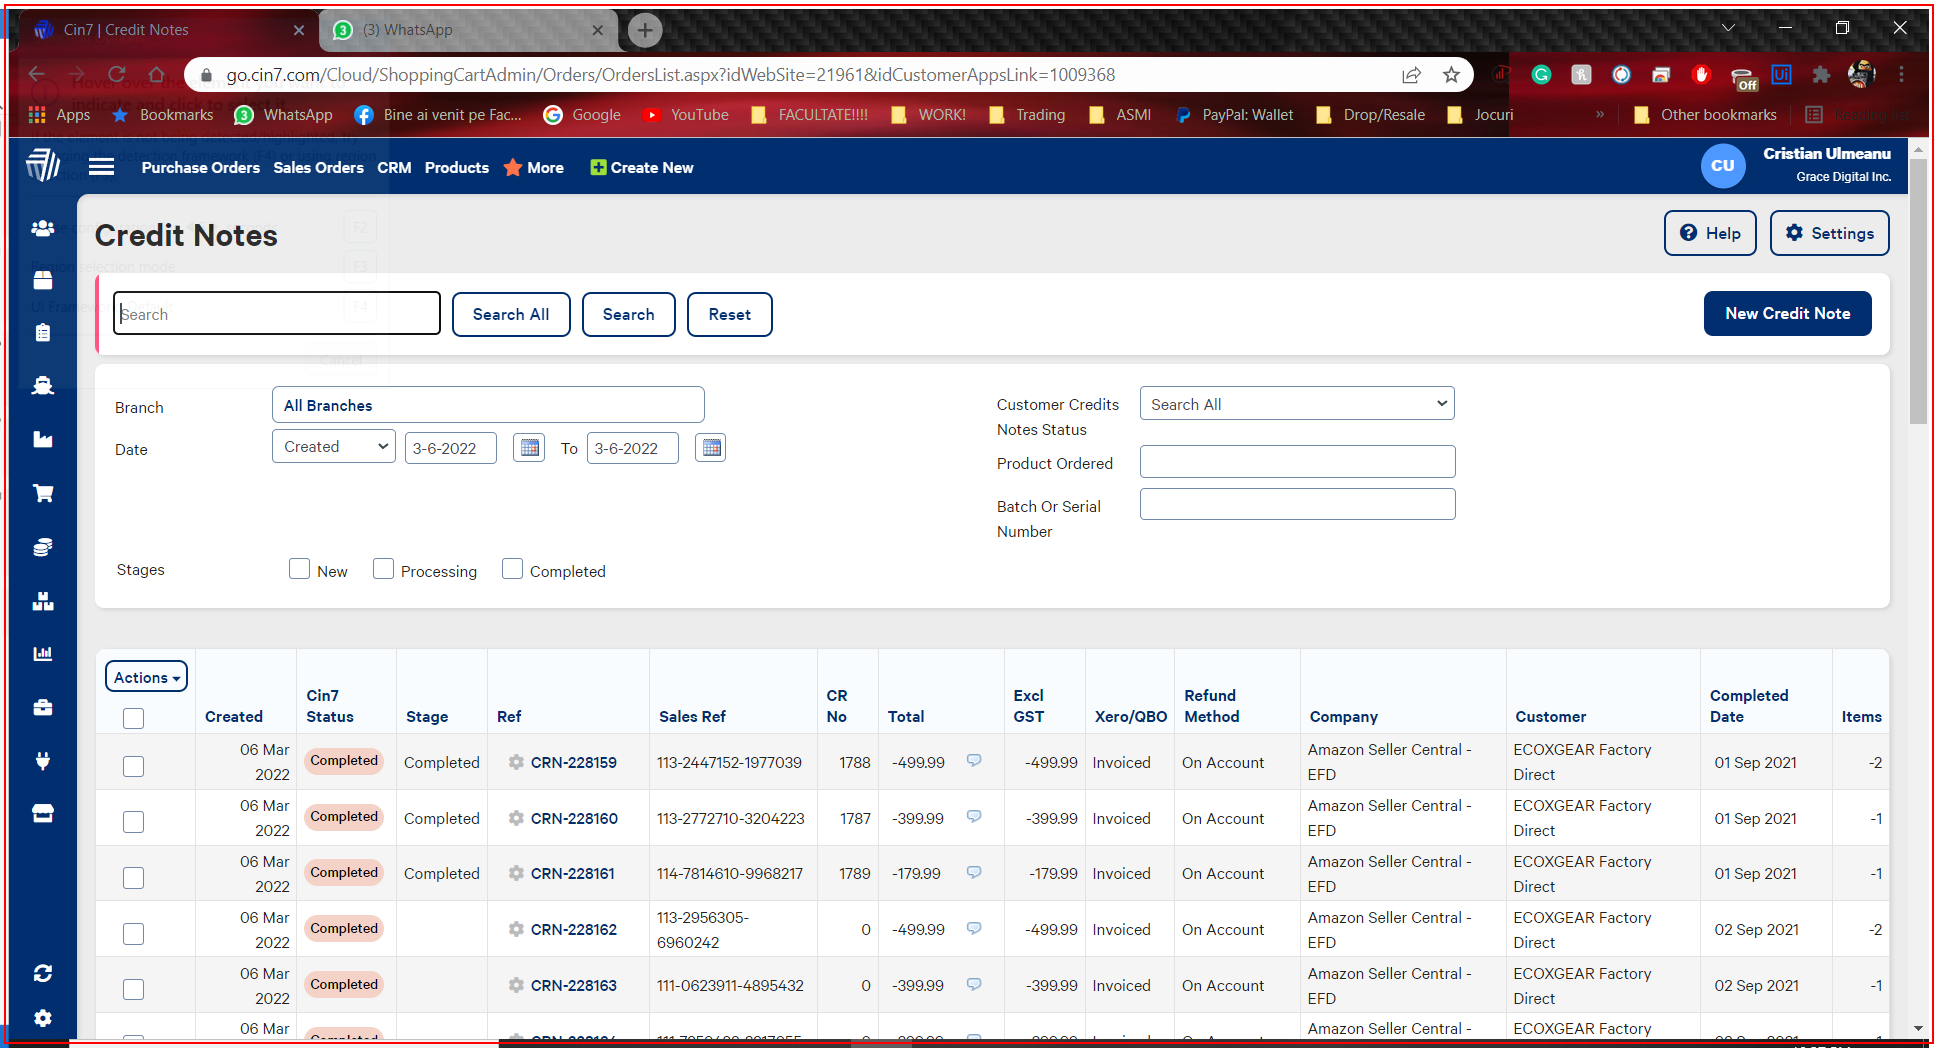 Cin7 | Credit Notes
(3) WhatsApp
go.cin7.com/Cloud/ShoppingCartAdmin/Orders/OrdersList.aspx?idWebSite=21961&idCustomerAppsLink=1009368
Off
Apps Bookmarks WhatsApp Bine ai venit pe Fac... Google YouTube FACULTATE!!!! WORK! Trading ASMI PayPal: Wallet Drop/Resale Jocuri » Other bookmarks Reading list
Purchase Orders Sales Orders CRM Products More Create New
CU
Cristian Ulmeanu
Grace Digital Inc.
Credit Notes
Help
Settings
F2
Region selection mode F3
F4
Cancel
Search
Search All
Search
Reset
New Credit Note
Branch All Branches
Date Created 3-6-2022 To 3-6-2022
Customer Credits Notes Status Search All
Product Ordered
Batch Or Serial Number
Stages New Processing Completed
Actions
Created Cin7 Status Stage Ref Sales Ref CR No Total Excl GST Xero/QBO Refund Method Company Customer Completed Date Items
06 Mar 2022 Completed Completed CRN-228159 113-2447152-1977039 1788 -499.99 -499.99 Invoiced On Account Amazon Seller Central - EFD ECOXGEAR Factory Direct 01 Sep 2021 -2
06 Mar 2022 Completed Completed CRN-228160 113-2772710-3204223 1787 -399.99 -399.99 Invoiced On Account Amazon Seller Central - EFD ECOXGEAR Factory Direct 01 Sep 2021 -1
06 Mar 2022 Completed Completed CRN-228161 114-7814610-9968217 1789 -179.99 -179.99 Invoiced On Account Amazon Seller Central - EFD ECOXGEAR Factory Direct 01 Sep 2021 -1
06 Mar 2022 Completed CRN-228162 113-2956305-6960242 0 -499.99 -499.99 Invoiced On Account Amazon Seller Central - EFD ECOXGEAR Factory Direct 02 Sep 2021 -2
06 Mar 2022 Completed CRN-228163 111-0623911-4895432 0 -399.99 -399.99 Invoiced On Account Amazon Seller Central - EFD ECOXGEAR Factory Direct 02 Sep 2021 -1
06 Mar Completed Amazon Seller Central - ECOXGEAR Factory